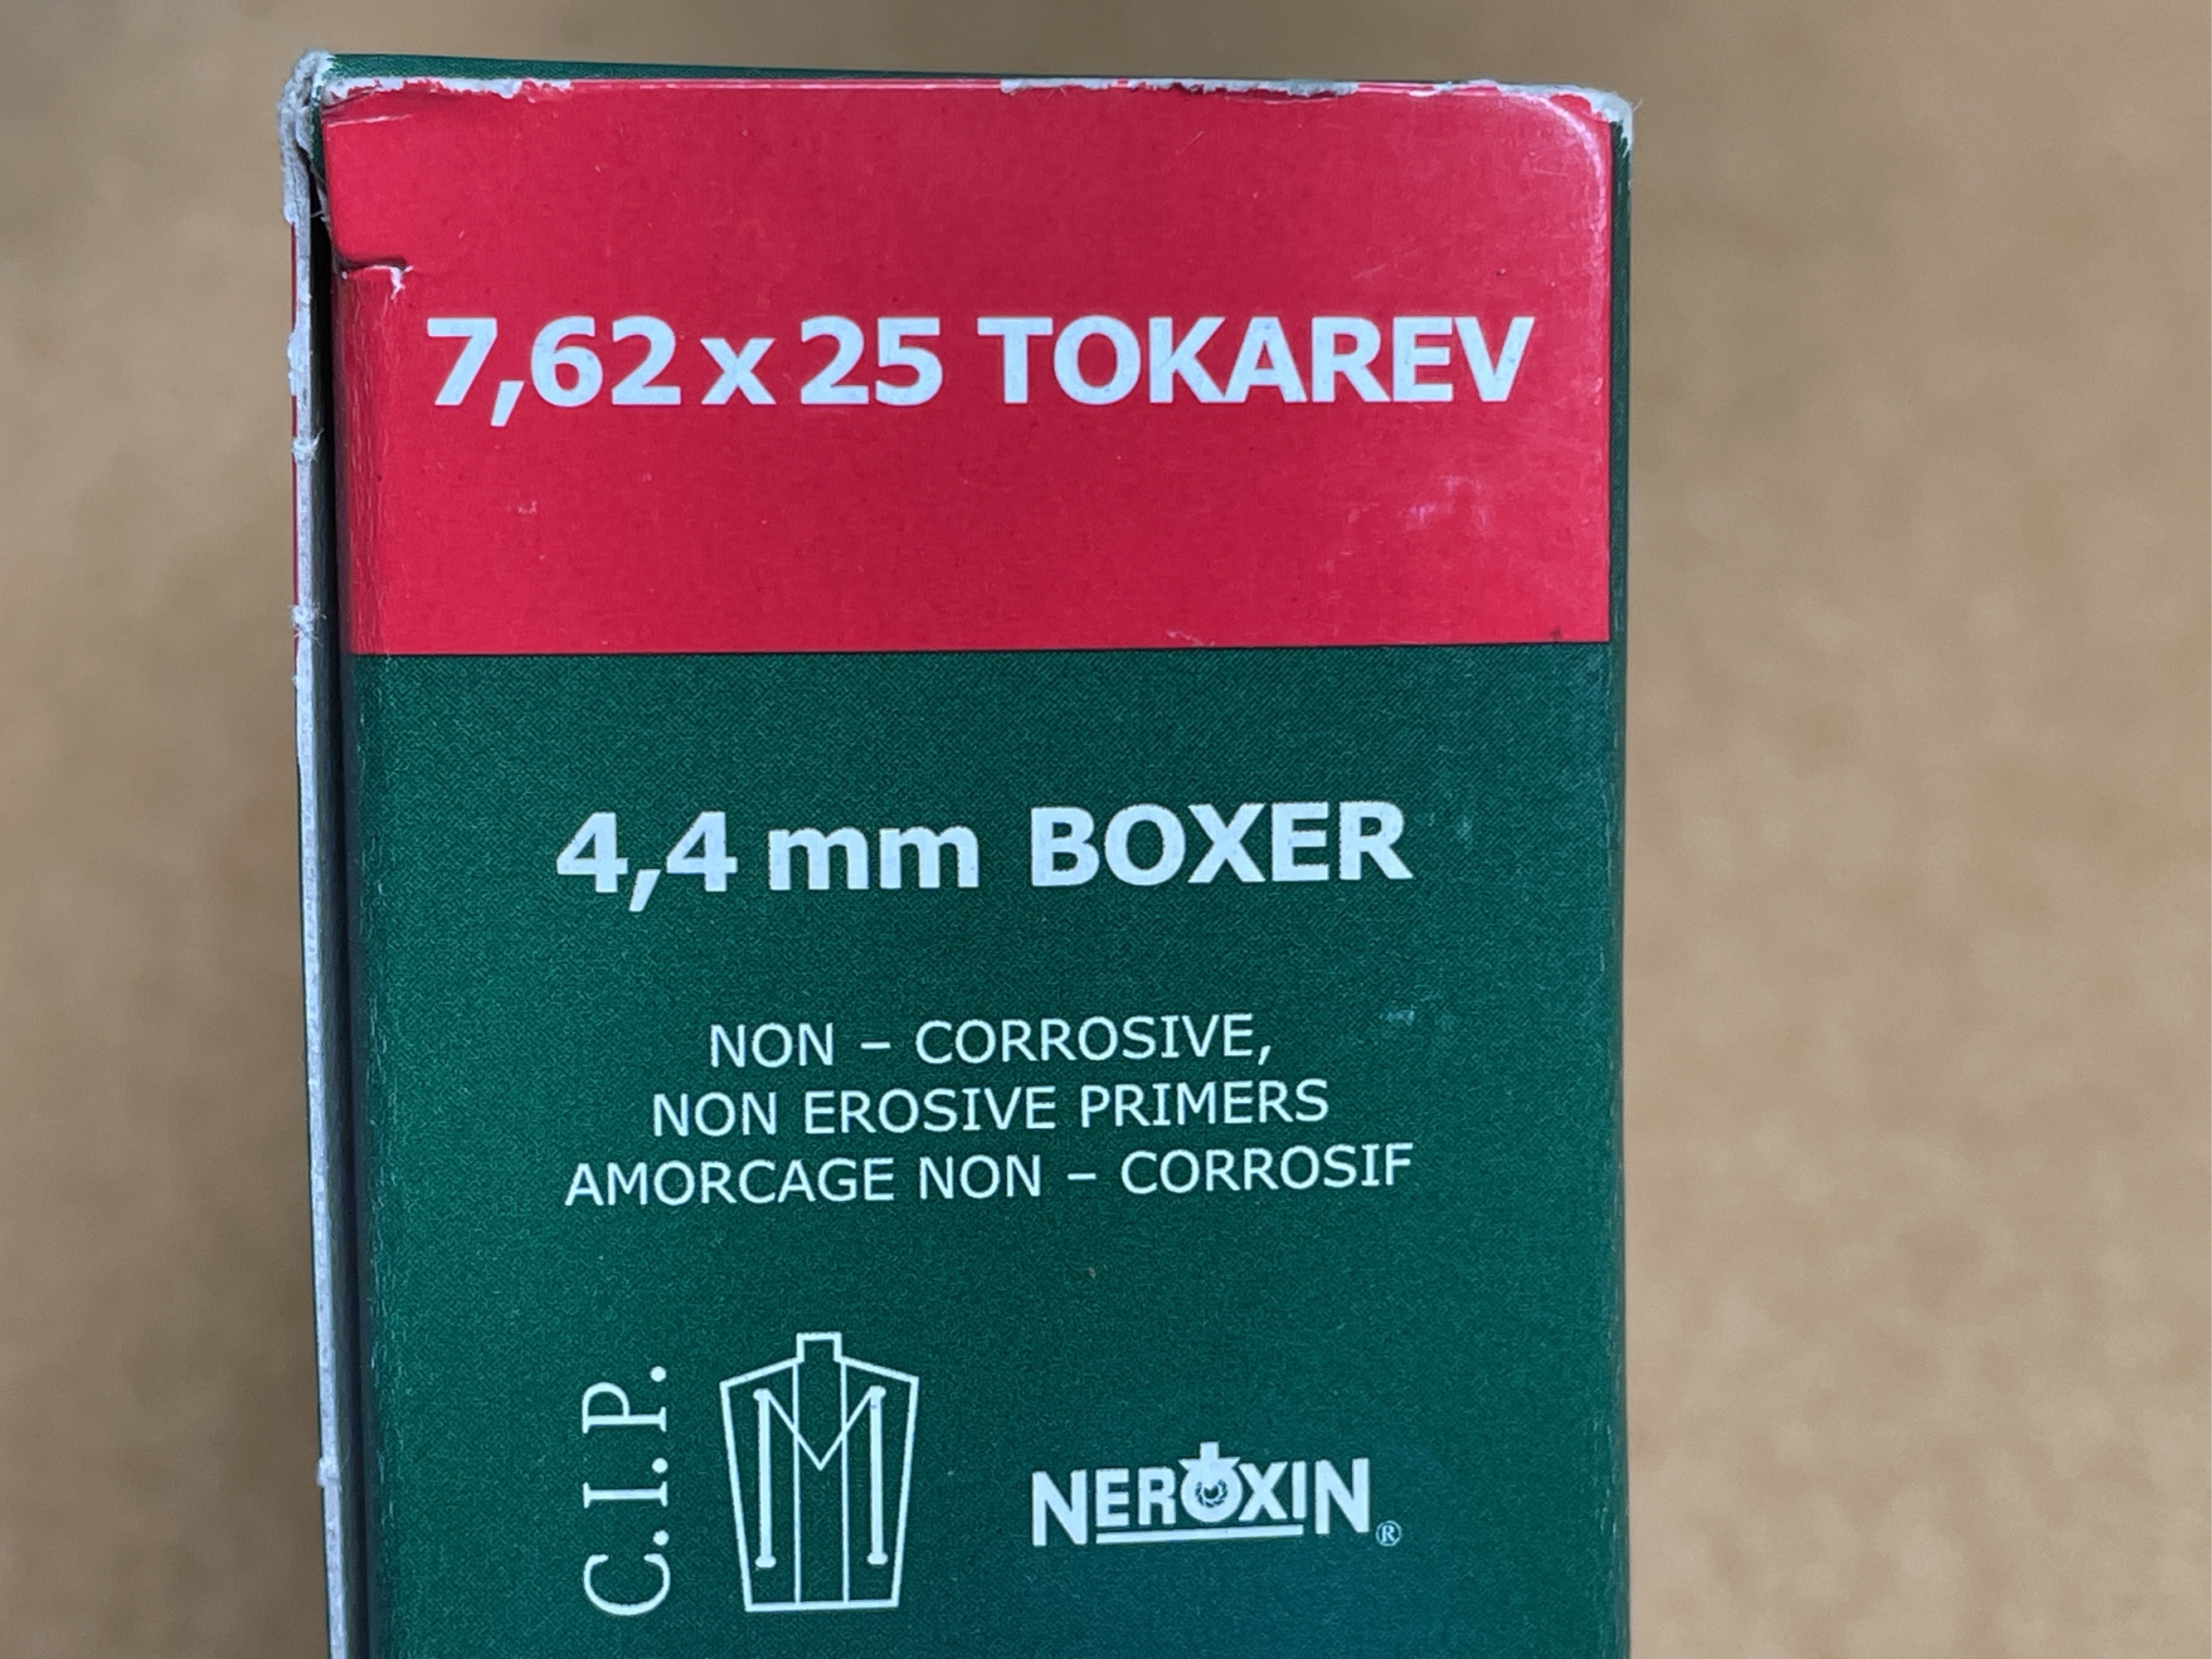 7,62 x 25 TOKAREV
4,4 mm BOXER
NON – CORROSIVE,
NON EROSIVE PRIMERS
AMORCAGE NON – CORROSIF
C.I.P.
NEROXIN®